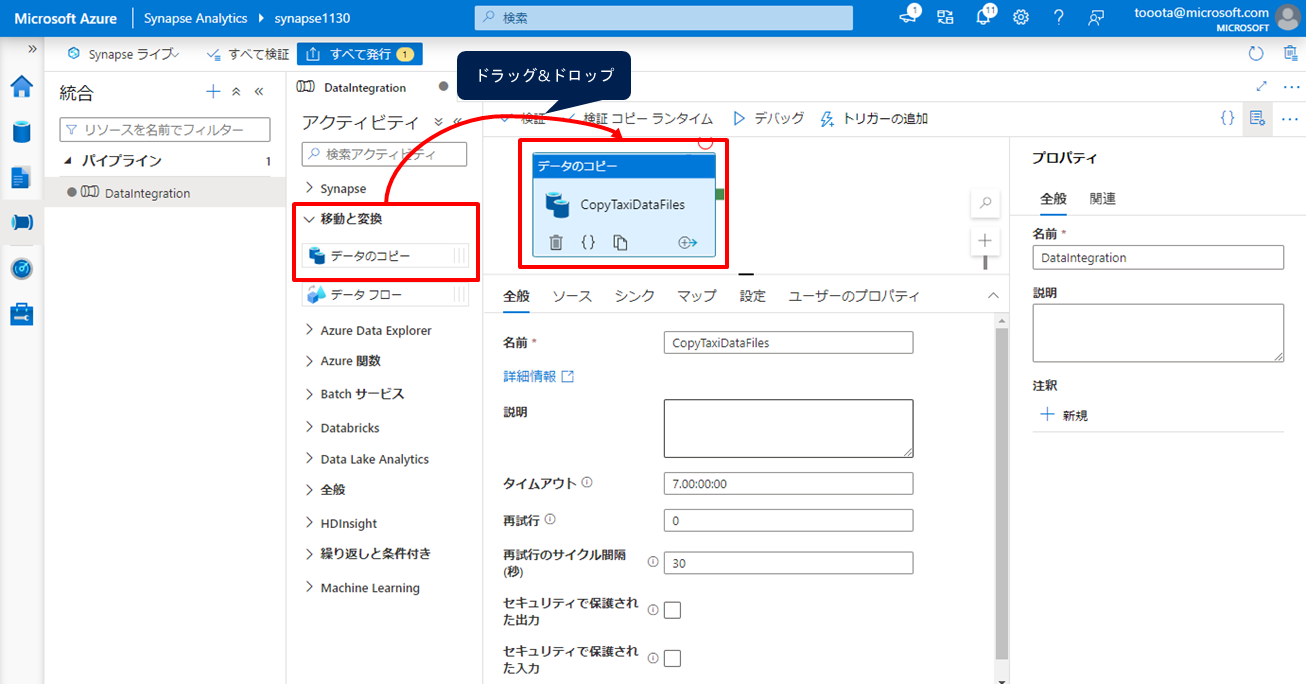 Microsoft Azure
Synapse Analytics
synapse1130
検索
1
11
tooota@microsoft.com
MICROSOFT
Synapse ライブ
すべて検証
すべて発行
1
ドラッグ&ドロップ
統合
リソースを名前でフィルター
パイプライン
1
DataIntegration
DataIntegration
アクティビティ
検索アクティビティ
Synapse
移動と変換
データのコピー
データ フロー
Azure Data Explorer
Azure 関数
Batch サービス
Databricks
Data Lake Analytics
全般
HDInsight
繰り返しと条件付き
Machine Learning
検証
検証 コピー ランタイム
デバッグ
トリガーの追加
データのコピー
CopyTaxiDataFiles
全般
ソース
シンク
マップ
設定
ユーザーのプロパティ
名前 *
CopyTaxiDataFiles
詳細情報
説明
タイムアウト
7.00:00:00
再試行
0
再試行のサイクル間隔
(秒)
30
セキュリティで保護され
た出力
セキュリティで保護され
た入力
プロパティ
全般
関連
名前 *
DataIntegration
説明
注釈
新規